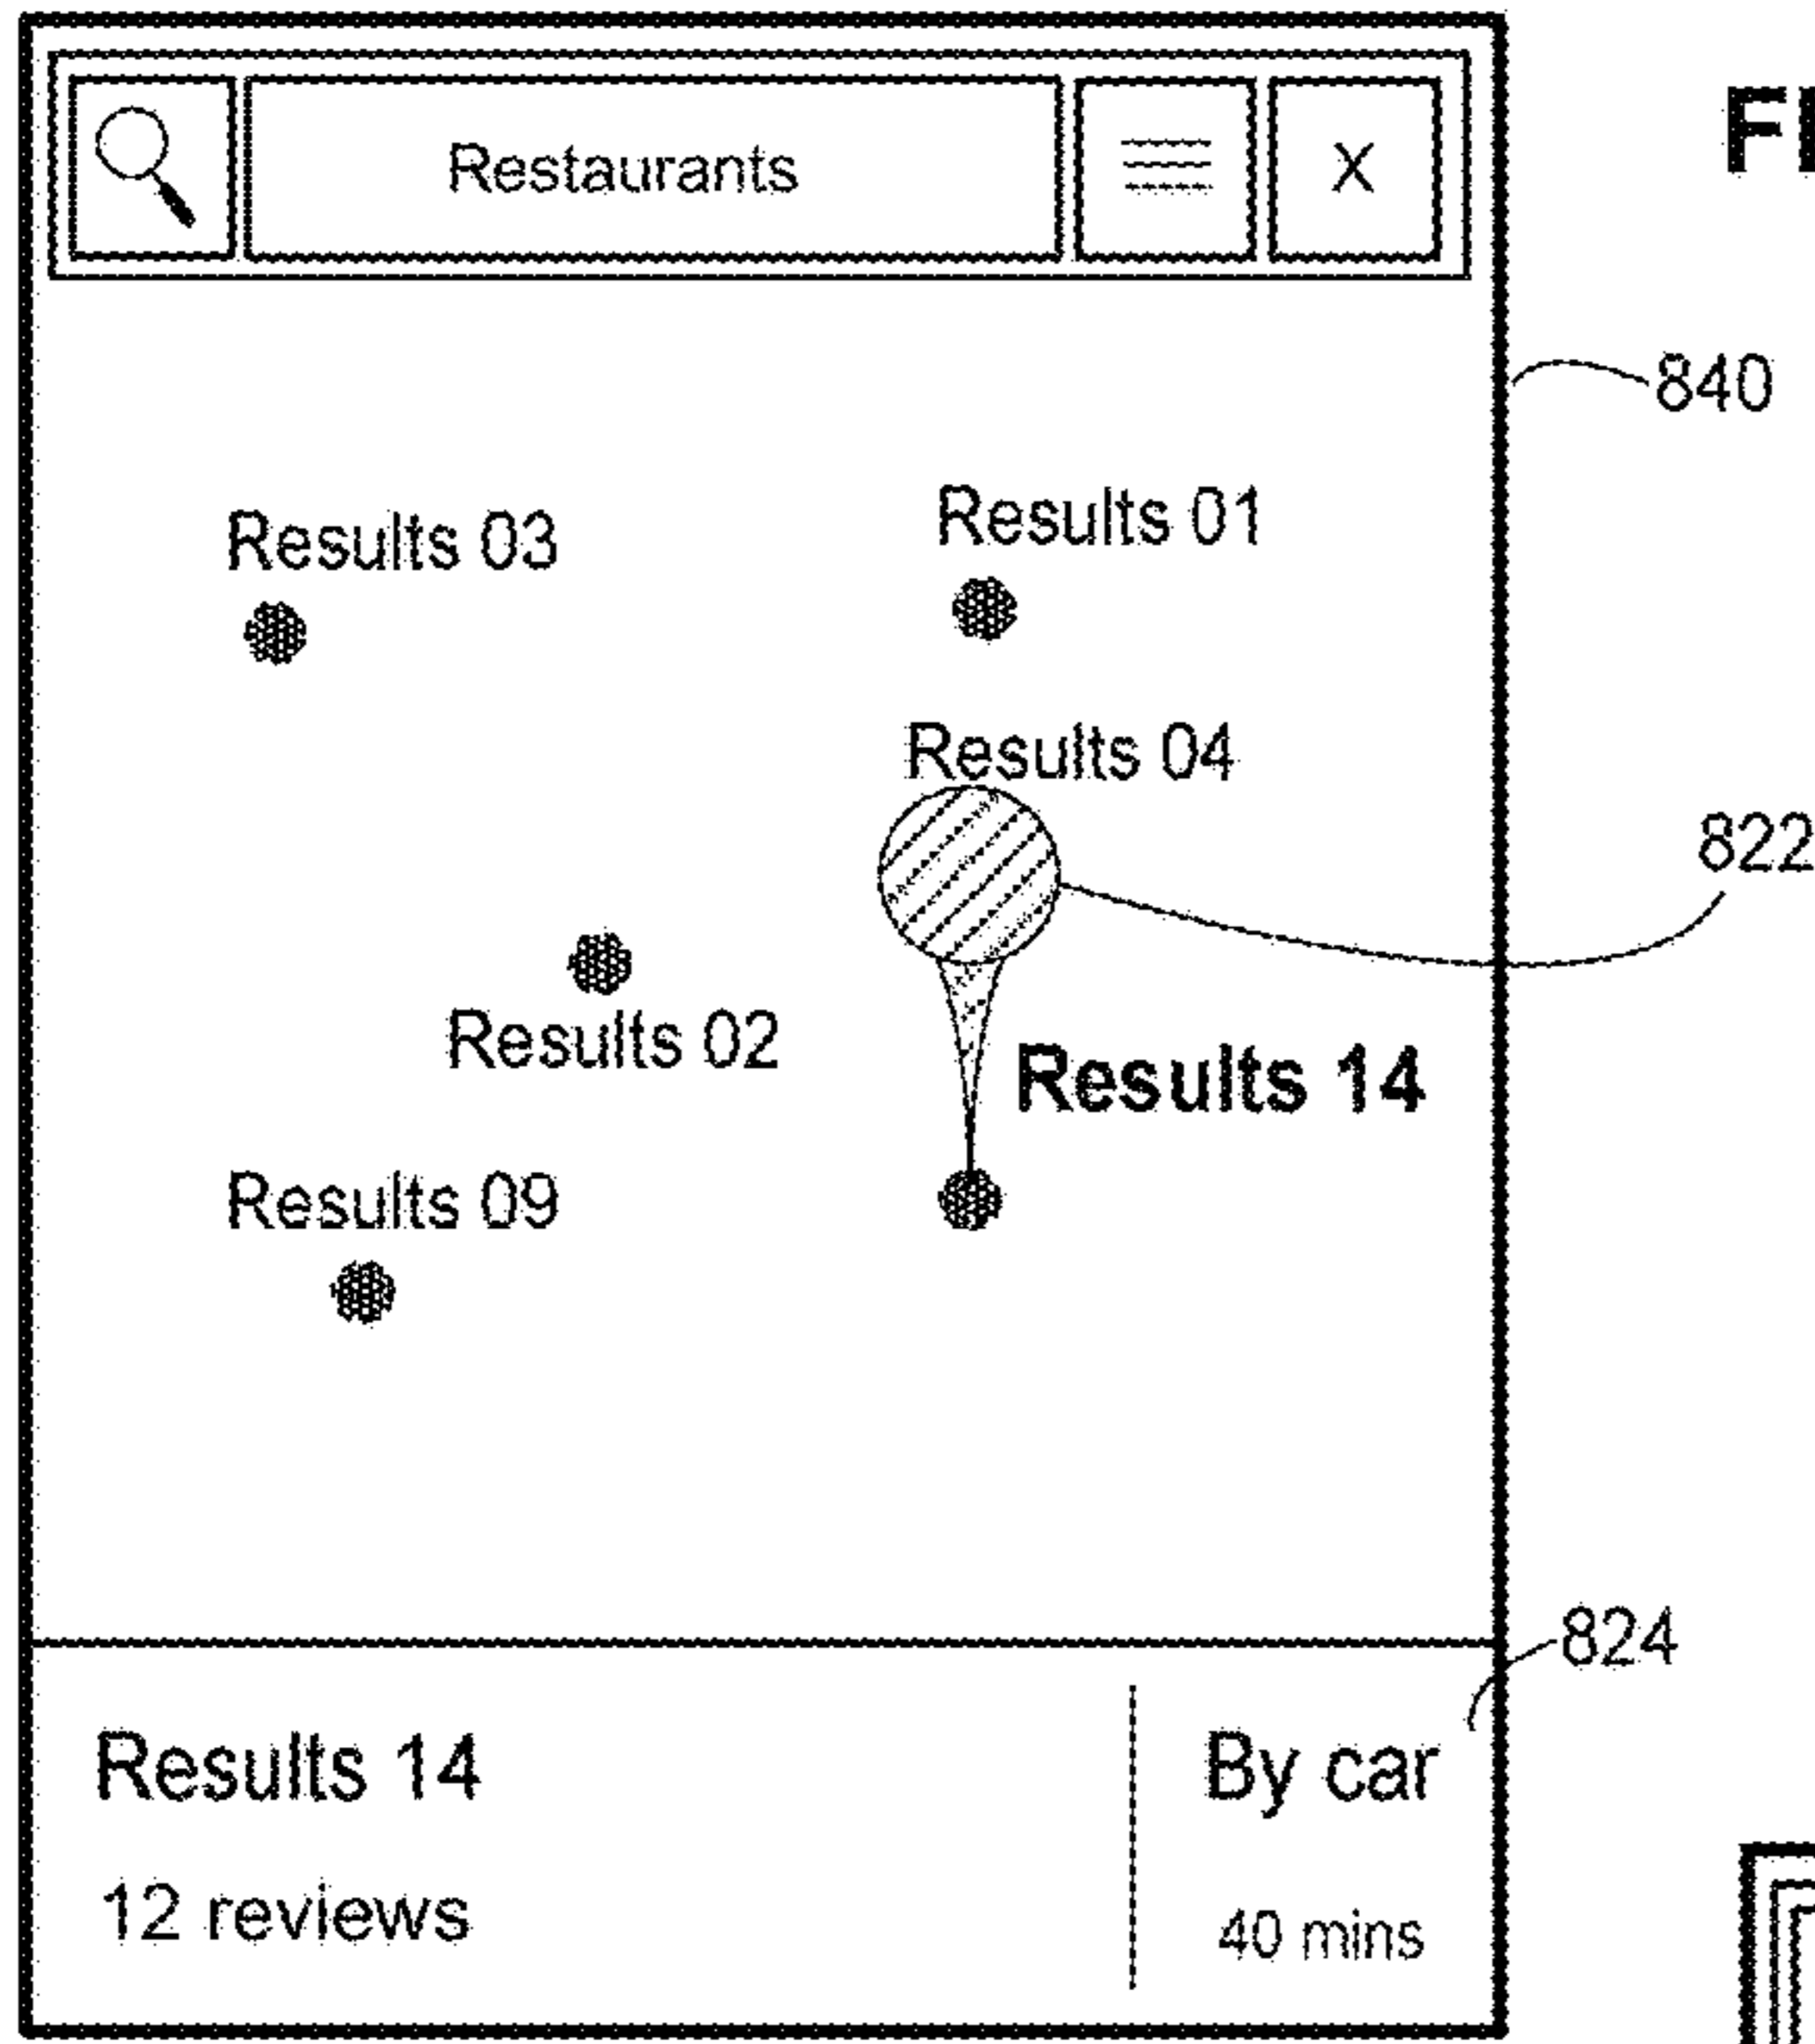 Restaurants
X
840
Results 03
Results 01
Results 04
822
Results 02
Results 14
Results 09
824
Results 14
By car
12 reviews
40 mins